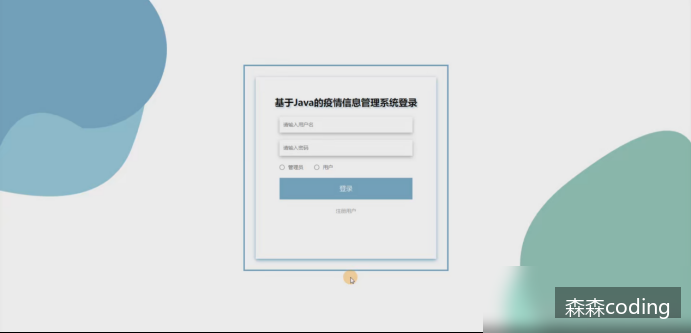 基于Java的疫情信息管理系统登录
请输入用户名
请输入密码
管理员 用户
登录
注册用户
森森coding